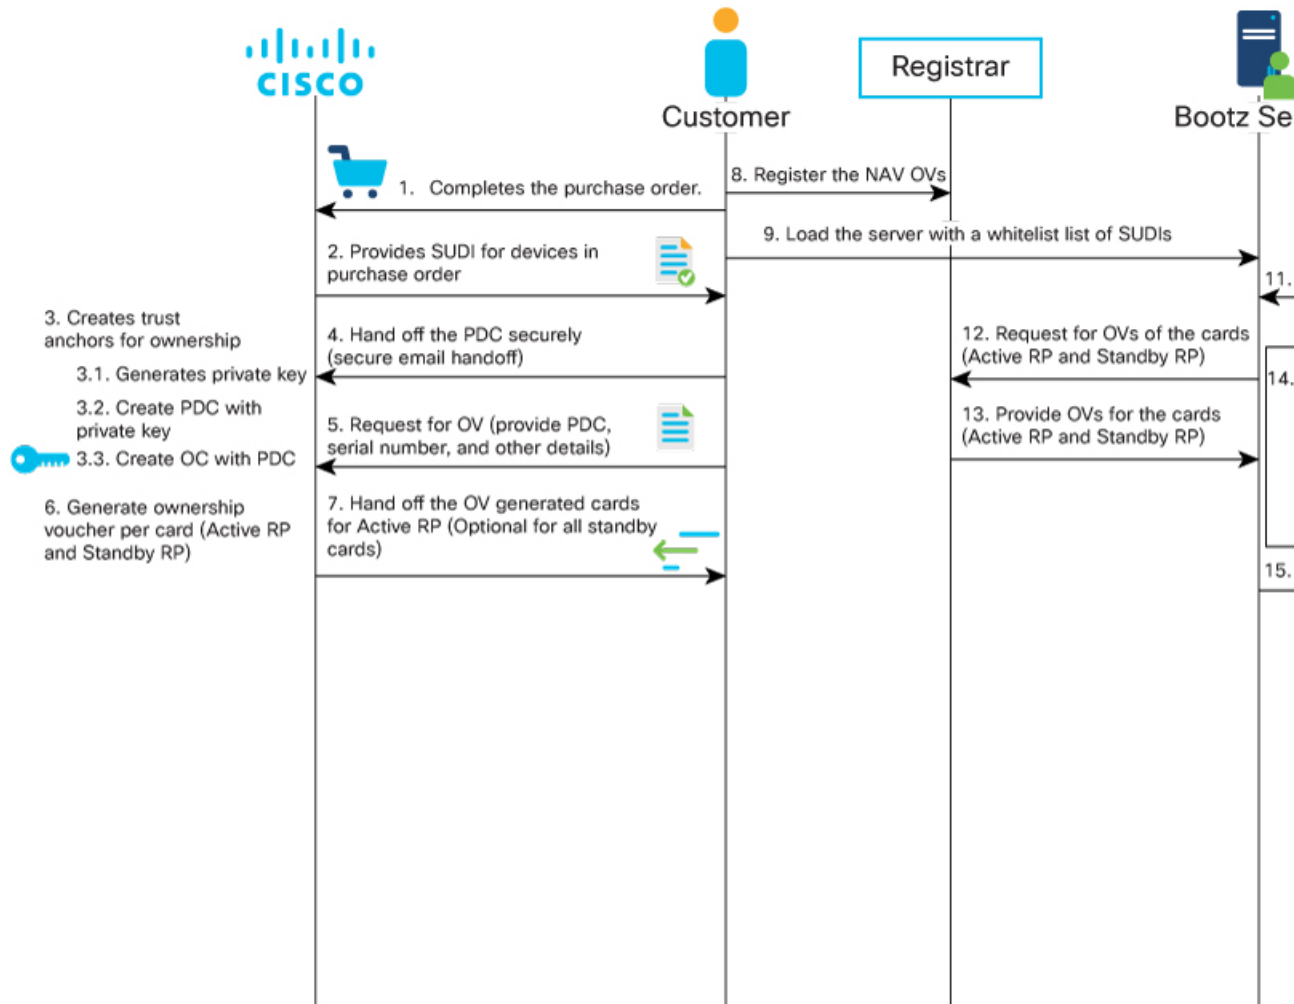 CISCO
Customer
Registrar
Bootz Se
1. Completes the purchase order.
2. Provides SUDI for devices in
purchase order
3. Creates trust
anchors for ownership
3.1. Generates private key
3.2. Create PDC with
private key
3.3. Create OC with PDC
4. Hand off the PDC securely
(secure email handoff)
5. Request for OV (provide PDC,
serial number, and other details)
6. Generate ownership
voucher per card (Active RP
and Standby RP)
7. Hand off the OV generated cards
for Active RP (Optional for all standby
cards)
8. Register the NAV OVs
9. Load the server with a whitelist list of SUDIs
11.
12. Request for OVs of the cards
(Active RP and Standby RP)
13. Provide OVs for the cards
(Active RP and Standby RP)
14.
15.